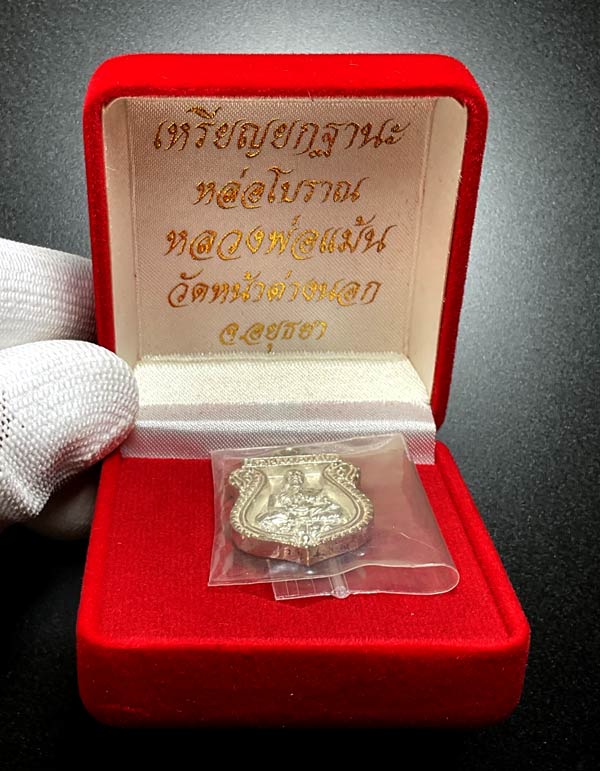 เหรียญยกฐานะ
หล่อโบราณ
หลวงพ่อแม้น
วัดหน้าต่างนอก
จ.อยุธยา